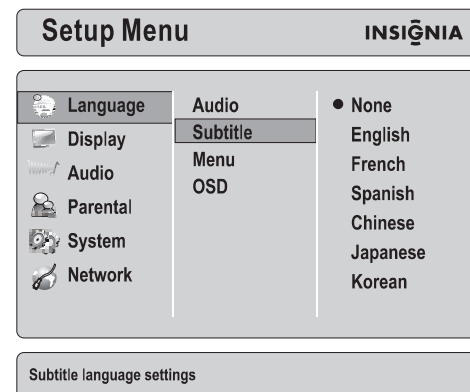 Setup Menu
INSIGNIA
Language
Display
Audio
Parental
System
Network
Audio
Subtitle
Menu
OSD
None
English
French
Spanish
Chinese
Japanese
Korean
Subtitle language settings